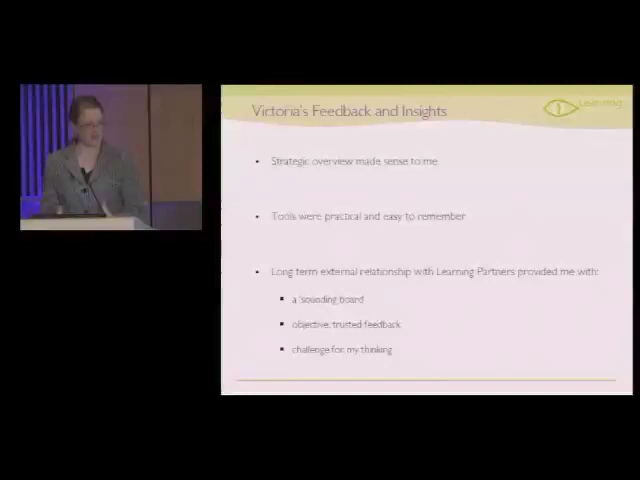 Victoria's Feedback and Insights
Learning
Strategic overview made sense to me
Tools were practical and easy to remember
Long term external relationship with Learning Partners provided me with:
a 'sounding board
objective, trusted feedback
challenge for my thinking